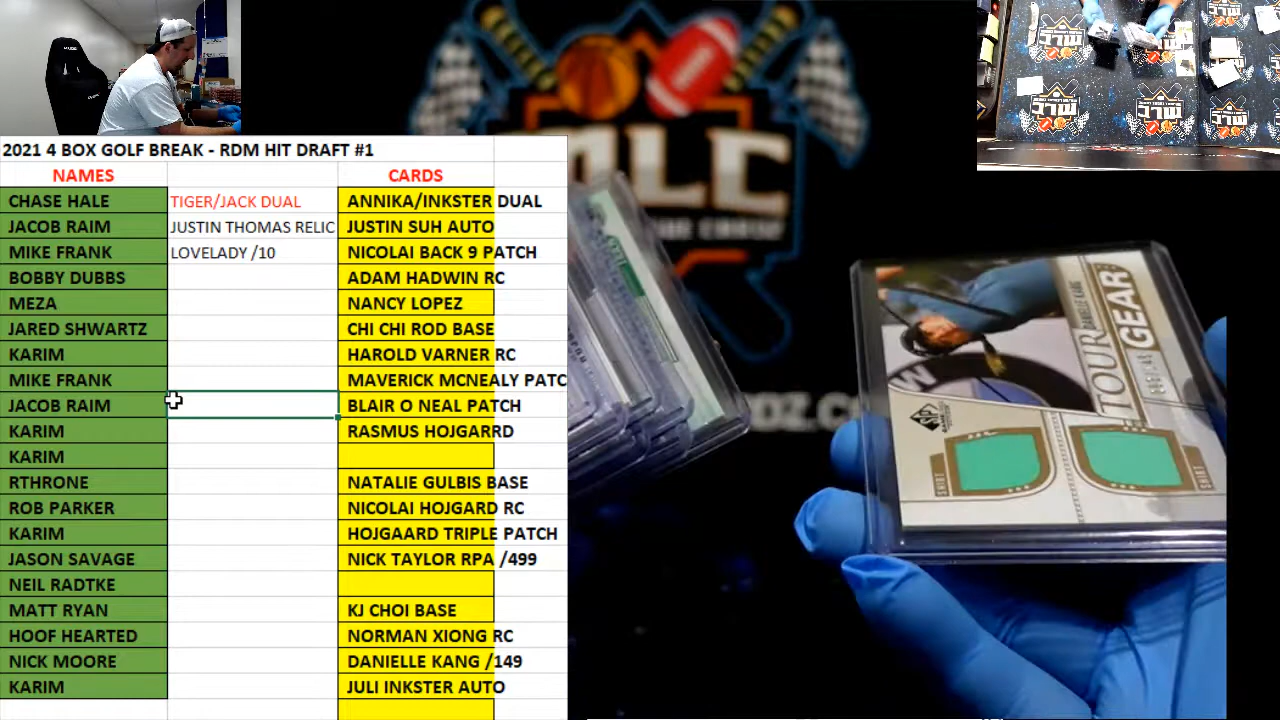 2021 4 BOX GOLF BREAK - RDM HIT DRAFT #1
NAMES CARDS
CHASE HALE TIGER/JACK DUAL ANNIKA/INKSTER DUAL
JACOB RAIM JUSTIN THOMAS RELIC JUSTIN SUH AUTO
MIKE FRANK LOVELADY /10 NICOLAI BACK 9 PATCH
BOBBY DUBBS ADAM HADWIN RC
MEZA NANCY LOPEZ
JARED SHWARTZ CHI CHI ROD BASE
KARIM HAROLD VARNER RC
MIKE FRANK MAVERICK MCNEALY PATC
JACOB RAIM BLAIR O NEAL PATCH
KARIM RASMUS HOJGARRD
KARIM
RTHRONE NATALIE GULBIS BASE
ROB PARKER NICOLAI HOJGARD RC
KARIM HOJGAARD TRIPLE PATCH
JASON SAVAGE NICK TAYLOR RPA /499
NEIL RADTKE
MATT RYAN KJ CHOI BASE
HOOF HEARTED NORMAN XIONG RC
NICK MOORE DANIELLE KANG /149
KARIM JULI INKSTER AUTO
TOUR GEAR
DANIELLE KANG
SHIRT
SHIRT
OZ.C